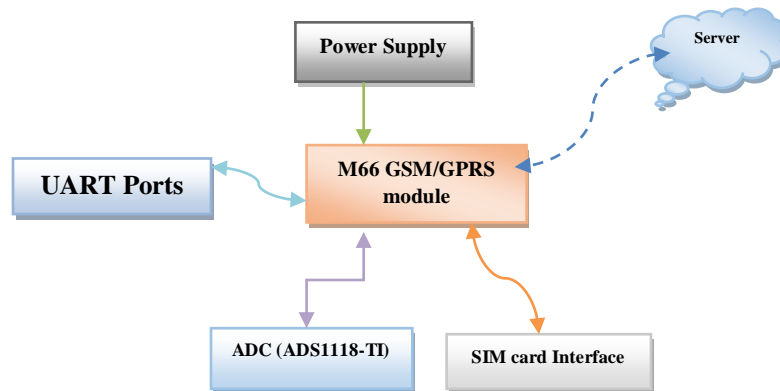 Server
Power Supply
M66 GSM/GPRS
module
UART Ports
ADC (ADS1118-TI)
SIM card Interface